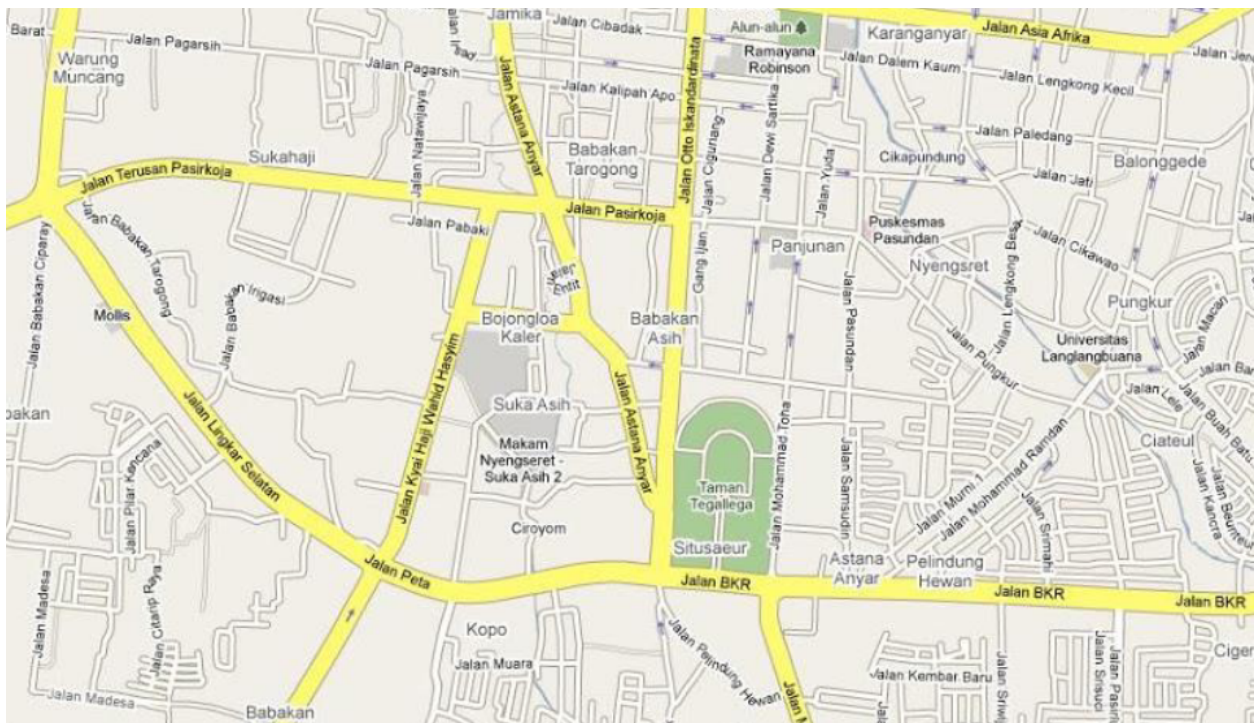 Jamika
Jalan Cibadak
Alun-alun
Karanganyar
Jalan Asia Afrika
Barat
Jalan Pagarsih
Warung
Muncang
Jalan Otto Iskandardinata
Ramayana
Robinson
Jalan Dalem Kaum
Jalan Lengkong Kecil
Jalan Pagarsih
Jalan Kalipah Apo
Jalan Astana Anyar
Jalan Natawijaya
Jalan Ciguriang
Jalan Dewi Sartika
Jalan Paledang
Sukahaji
Babakan
Tarogong
Cikapundung
Balonggede
Jalan Yuda
Jalan Jati
Jalan Terusan Pasirkoja
Jalan Pasirkoja
Jalan Pabaki
Puskesmas
Pasundan
Jalan Cikawao
Panjunan
Nyengsret
Gang Ijan
Jalan Babakan Tarogong
Jalan Babakan Irigasi
Jalan Babakan Ciparay
Jalan
Entit
Jalan Lengkong Besar
Mollis
Bojongloa
Kaler
Babakan
Asih
Jalan Pasundan
Jalan Pungkur
Pungkur
Jalan Macan
Universitas
Langlangbuana
Jalan Kyai Haji Wahid Hasyim
Jalan Astana Anyar
Suka Asih
Jalan Lele
Jalan Buah Batu
Jalan Lingkar Selatan
Makam
Nyengseret -
Suka Asih 2
Taman
Tegallega
Jalan Mohammad Toha
Jalan Samsudin
Jalan Murni 1
Jalan Mohammad Ramdan
Ciateul
Jalan Kancra
Jalan Pilar Kencana
Ciroyom
Situsaeur
Astana
Anyar
Pelindung
Hewan
Jalan Srimahi
Jalan Peta
Jalan BKR
Jalan BKR
Jalan BKR
Jalan Madesa
Jalan Citarip Raya
Kopo
Jalan Muara
Jalan Pelindung Hewan
Jalan Kembar Baru
Jalan Srisuci
Jalan Madesa
Babakan